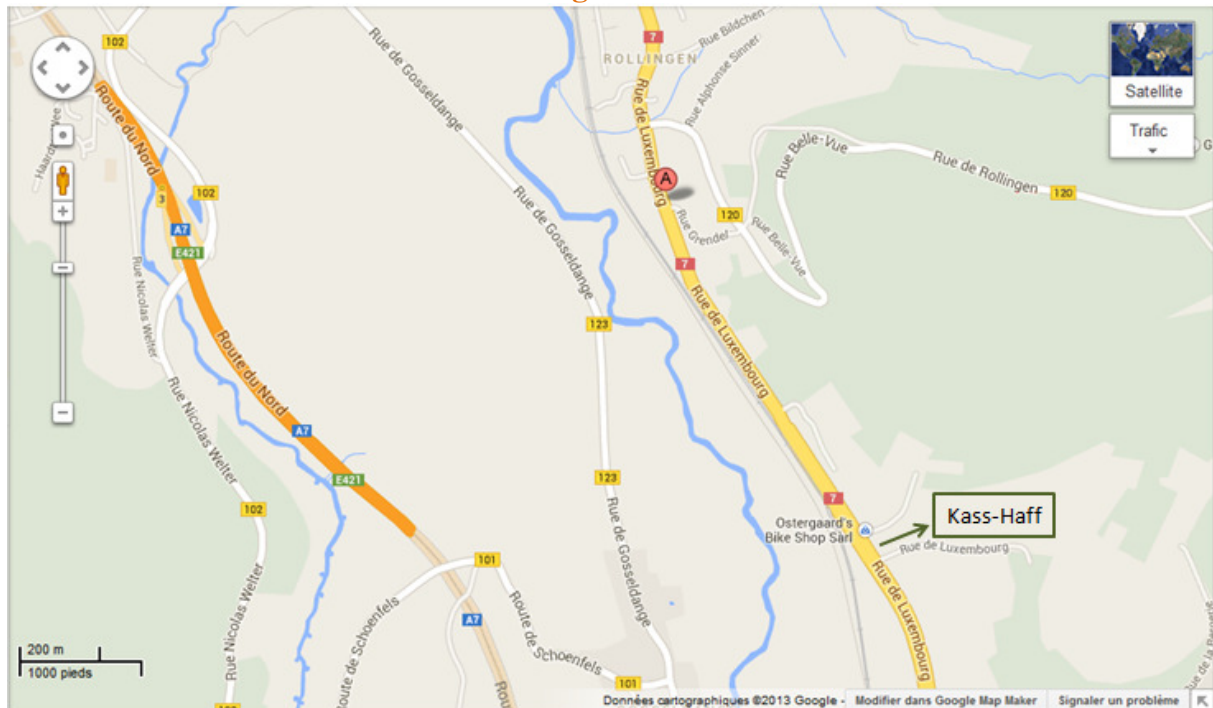 102
Rue de Gosseldange
7
Rue Bildchen
ROLLINGEN
Rue Alphonse Sinner
Satellite
Trafic
Route du Nord
Rue de Luxembourg
Rue Belle-Vue
Rue de Rollingen
A
102
3
120
120
A7
E421
Rue de Gosseldange
Rue Grendel
Rue Belle-Vue
7
Rue Nicolas Welter
123
Rue de Luxembourg
Route du Nord
A7
Rue Nicolas Welter
E421
123
102
7
Kass-Haff
Ostergaard's
Bike Shop Sarl
Rue de Luxembourg
Rue de Gosseldange
101
Rue de Luxembourg
Route de Schoenfels
Route de Schoenfels
A7
Rue Nicolas Welter
200 m
1000 pieds
101
Données cartographiques ©2013 Google -
Modifier dans Google Map Maker
Signaler un problème